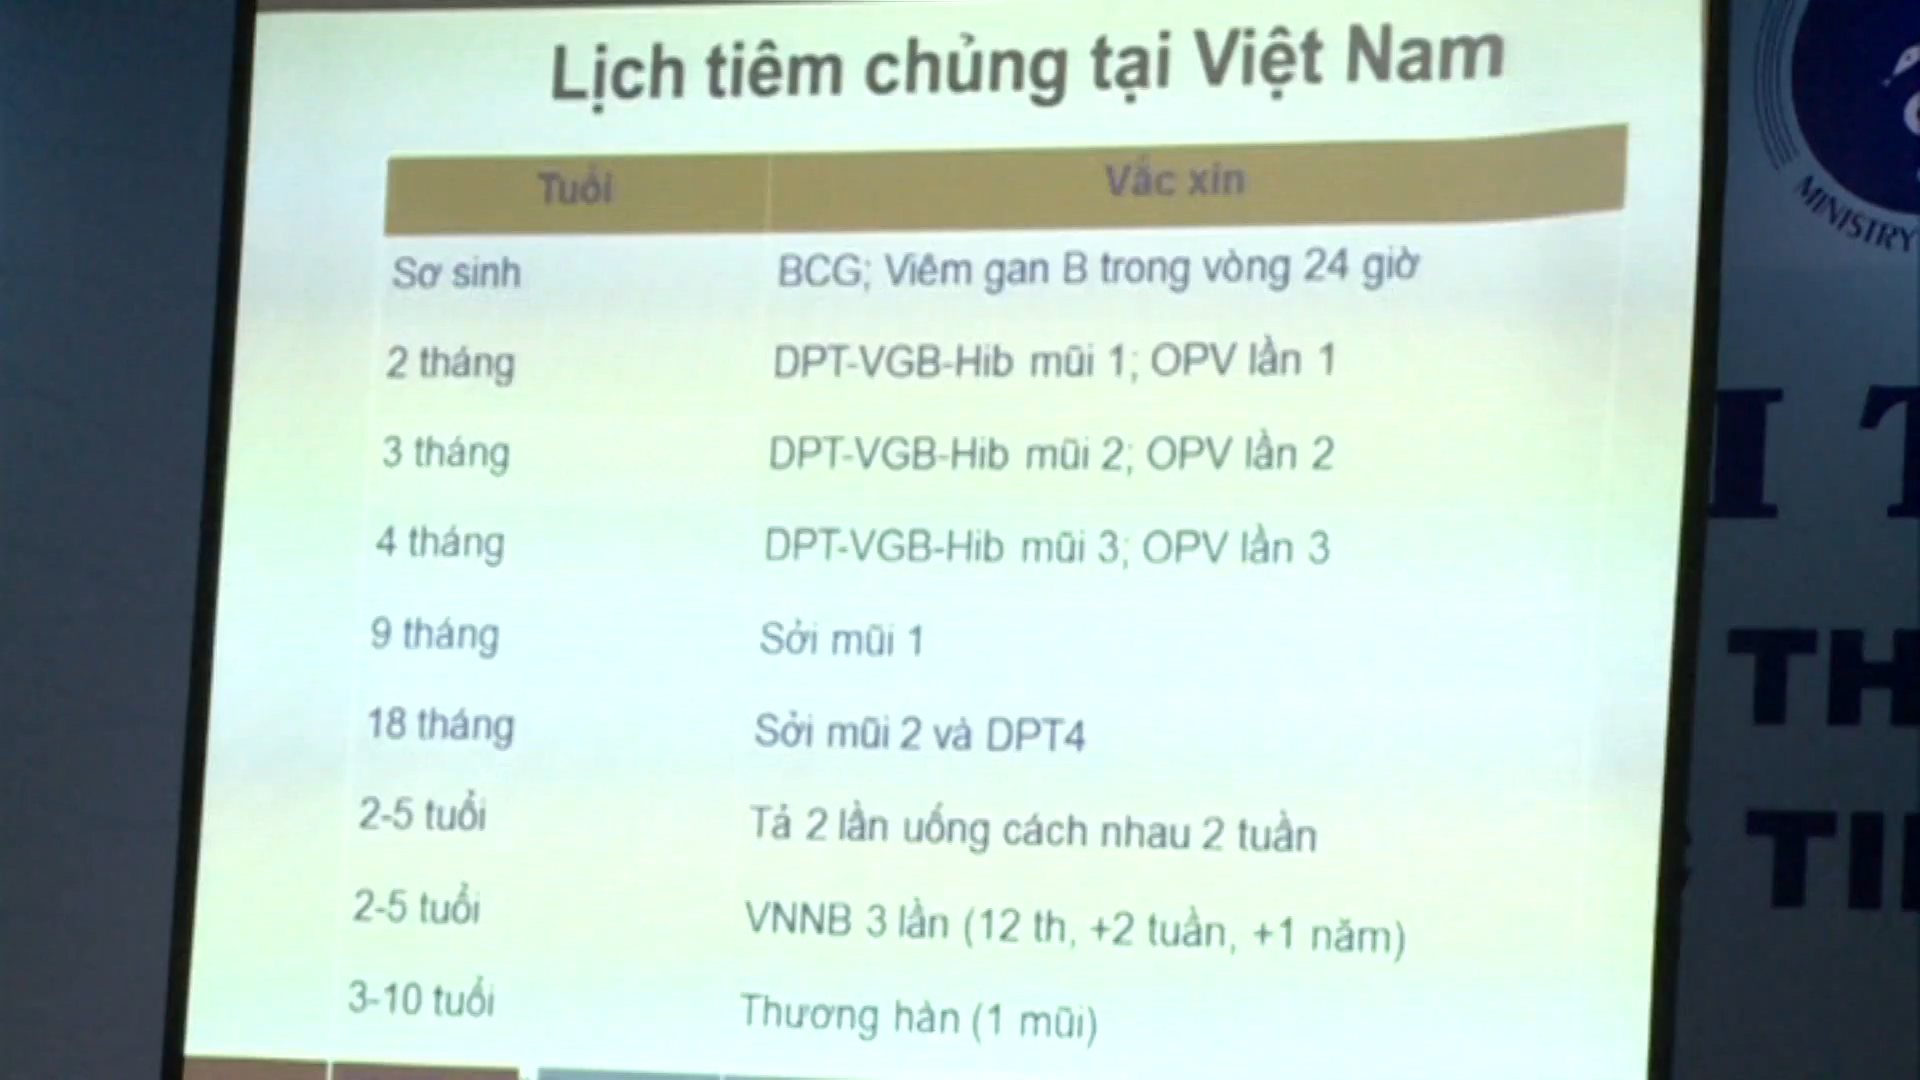 Lịch tiêm chủng tại Việt Nam
Tuổi Vắc xin
Sơ sinh BCG; Viêm gan B trong vòng 24 giờ
2 tháng DPT-VGB-Hib mũi 1; OPV lần 1
3 tháng DPT-VGB-Hib mũi 2; OPV lần 2
4 tháng DPT-VGB-Hib mũi 3; OPV lần 3
9 tháng Sởi mũi 1
18 tháng Sởi mũi 2 và DPT4
2-5 tuổi Tả 2 lần uống cách nhau 2 tuần
2-5 tuổi VNNB 3 lần (12 th, +2 tuần, +1 năm)
3-10 tuổi Thương hàn (1 mũi)
MINISTRY
I T
TH
TI